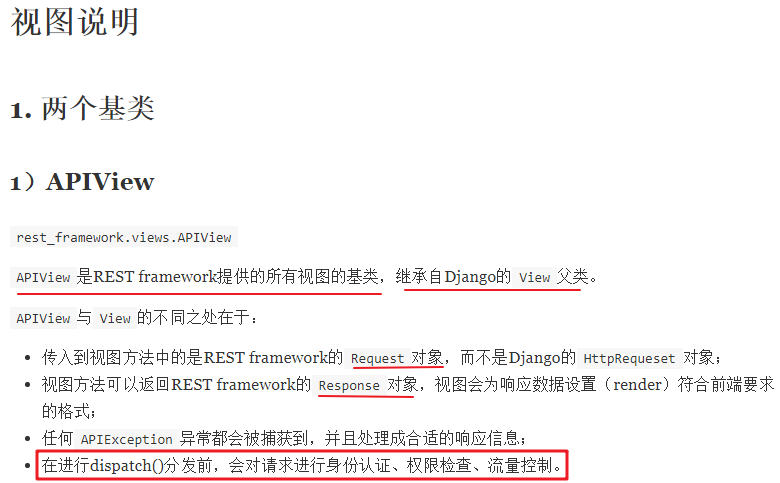 视图说明
1. 两个基类
1）APIView
rest_framework.views.APIView
APIView 是REST framework提供的所有视图的基类，继承自Django的 View 父类。
APIView 与 View 的不同之处在于：
• 传入到视图方法中的是REST framework的 Request 对象，而不是Django的 HttpRequeset 对象；
• 视图方法可以返回REST framework的 Response 对象，视图会为响应数据设置（render）符合前端要求
的格式；
• 任何 APIException 异常都会被捕获到，并且处理成合适的响应信息；
• 在进行dispatch()分发前，会对请求进行身份认证、权限检查、流量控制。